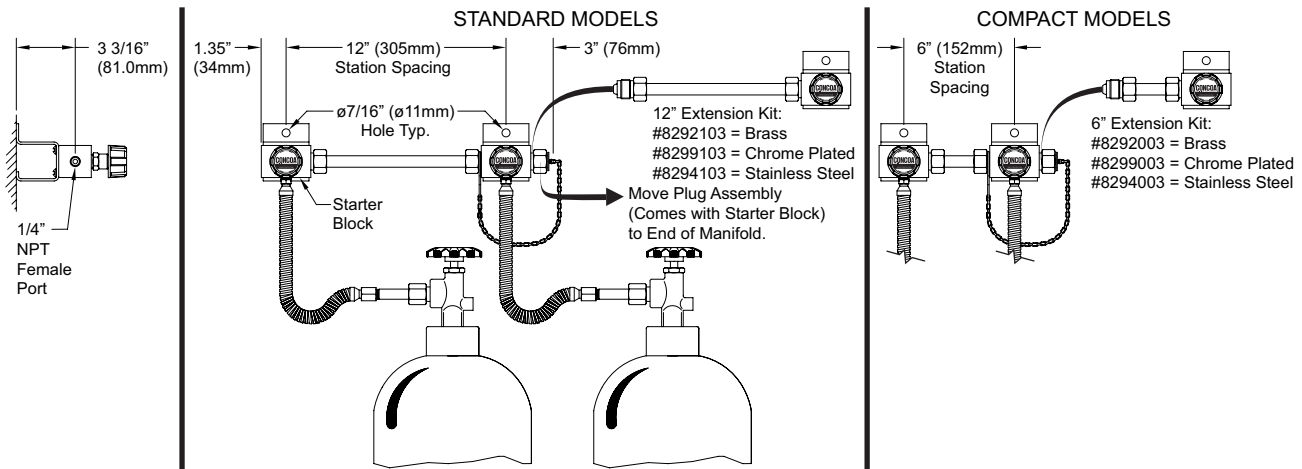 3 3/16”
(81.0mm)
1/4”
NPT
Female
Port
STANDARD MODELS
1.35”
(34mm)
12” (305mm)
Station Spacing
3” (76mm)
ø7/16” (ø11mm)
Hole Typ.
CONCOA
CONCOA
CONCOA
Starter
Block
12” Extension Kit:
#8292103 = Brass
#8299103 = Chrome Plated
#8294103 = Stainless Steel
Move Plug Assembly
(Comes with Starter Block)
to End of Manifold.
COMPACT MODELS
6” (152mm)
Station
Spacing
CONCOA
CONCOA
CONCOA
6” Extension Kit:
#8292003 = Brass
#8299003 = Chrome Plated
#8294003 = Stainless Steel